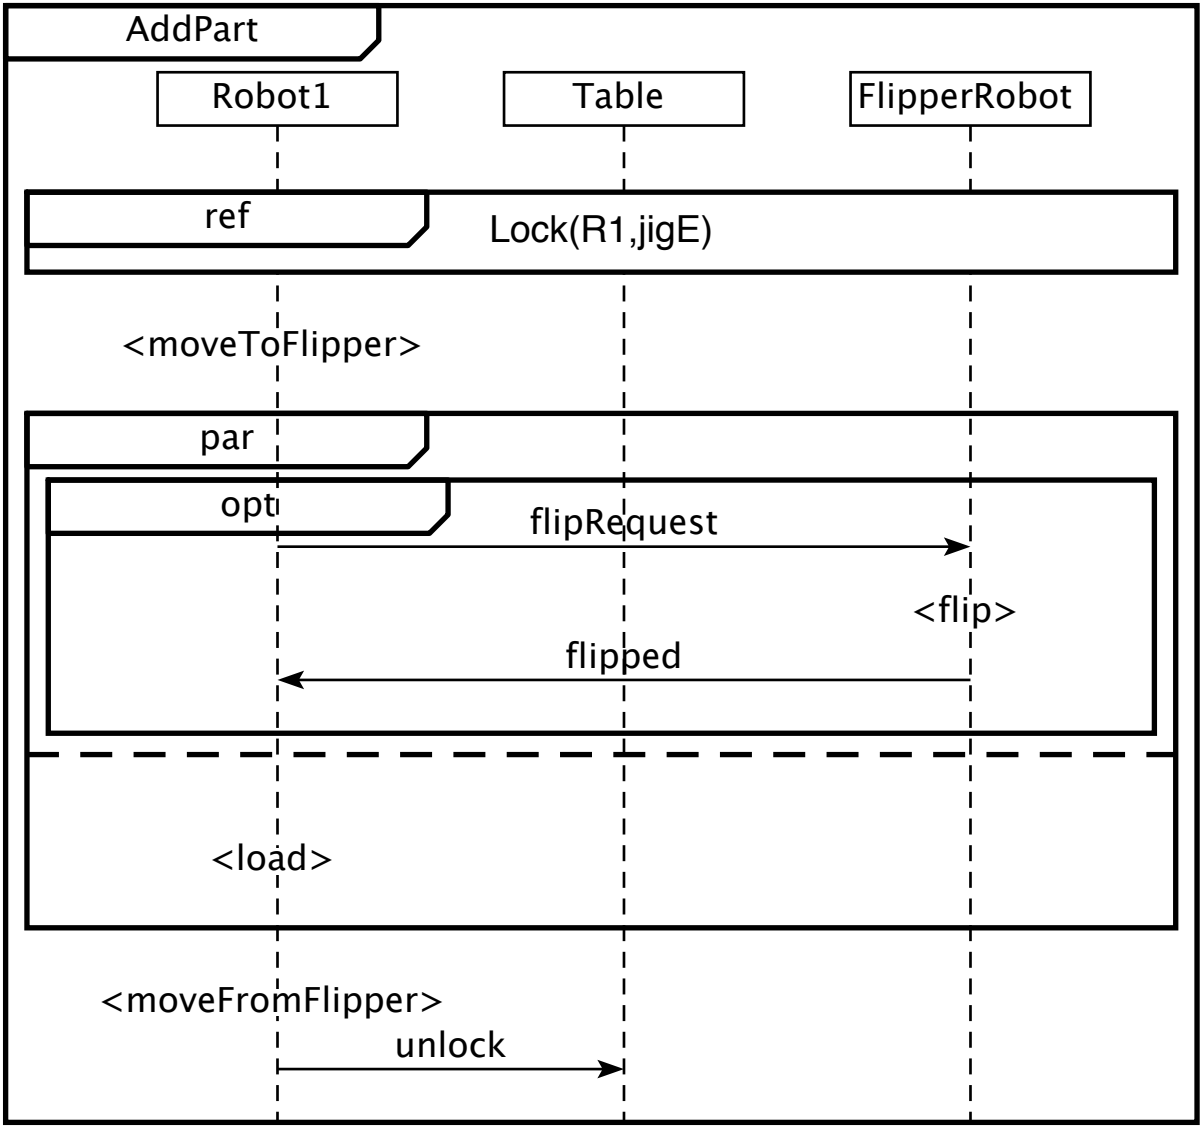 AddPart
Robot1 Table FlipperRobot
ref
Lock(R1,jigE)
<moveToFlipper>
par
opt
flipRequest
<flip>
flipped
<load>
<moveFromFlipper>
unlock